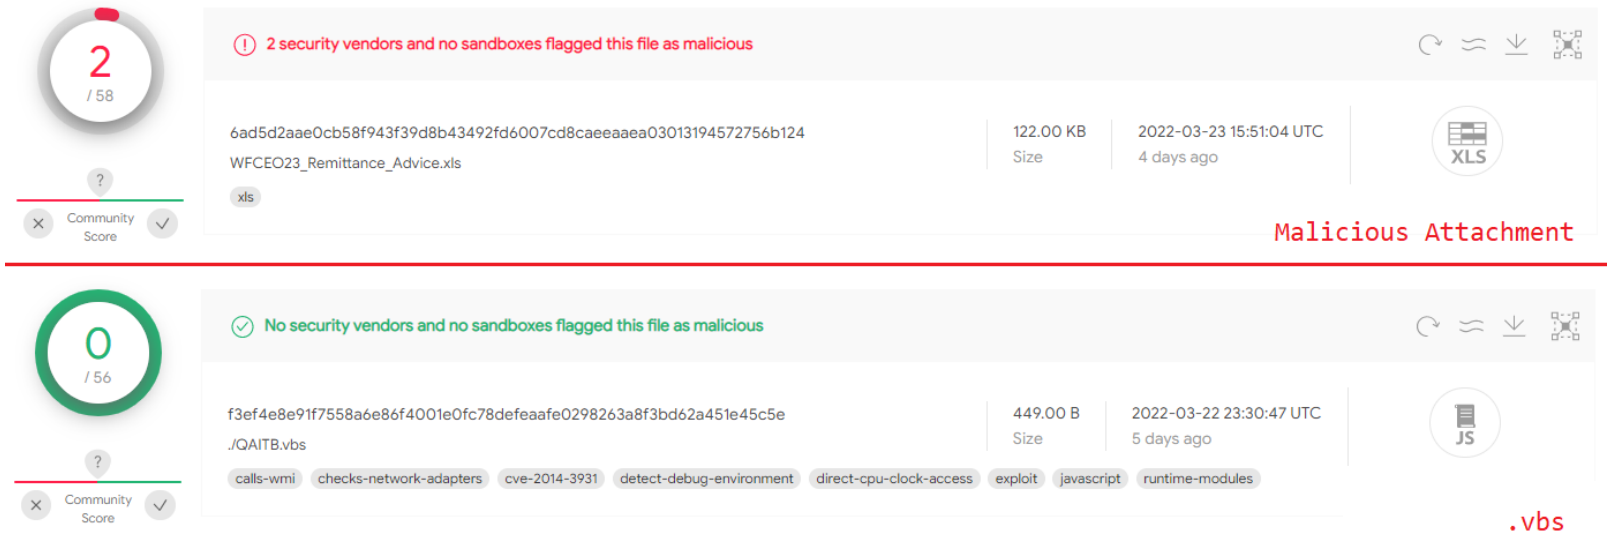 2
/ 58
2 security vendors and no sandboxes flagged this file as malicious
6ad5d2aae0cb58f943f39d8b43492fd6007cd8caeeaaea03013194572756b124
WFCEO23_Remittance_Advice.xls
xls
122.00 KB
Size
2022-03-23 15:51:04 UTC
4 days ago
XLS
?
Community
Score
Malicious Attachment
0
/ 56
No security vendors and no sandboxes flagged this file as malicious
f3ef4e8e91f7558a6e86f4001e0fc78defeaafe0298263a8f3bd62a451e45c5e
./QAITB.vbs
calls-wmi checks-network-adapters cve-2014-3931 detect-debug-environment direct-cpu-clock-access exploit javascript runtime-modules
449.00 B
Size
2022-03-22 23:30:47 UTC
5 days ago
JS
?
Community
Score
.vbs